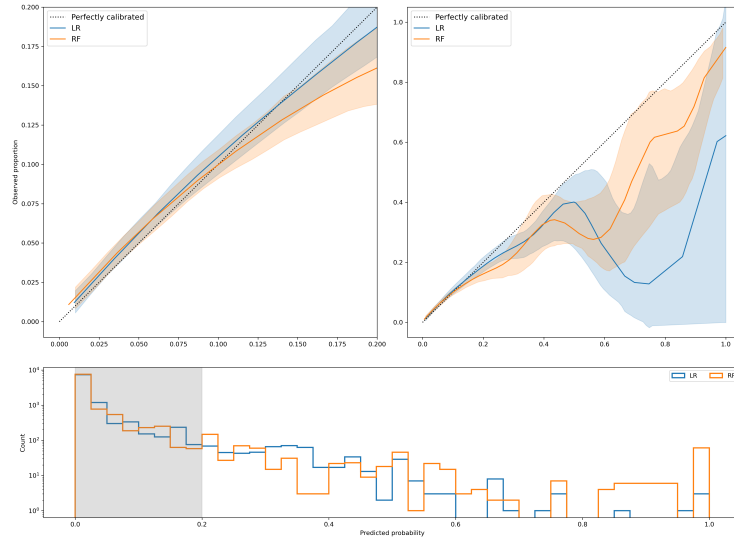 Perfectly calibrated
LR
RF
0.200
0.175
0.150
0.125
0.100
0.075
0.050
0.025
0.000
Observed proportion
0.000 0.025 0.050 0.075 0.100 0.125 0.150 0.175 0.200
Perfectly calibrated
LR
RF
1.0
0.8
0.6
0.4
0.2
0.0
0.0 0.2 0.4 0.6 0.8 1.0
LR RF
10⁴
10³
10²
10¹
10⁰
Count
0.0 0.2 0.4 0.6 0.8 1.0
Predicted probability